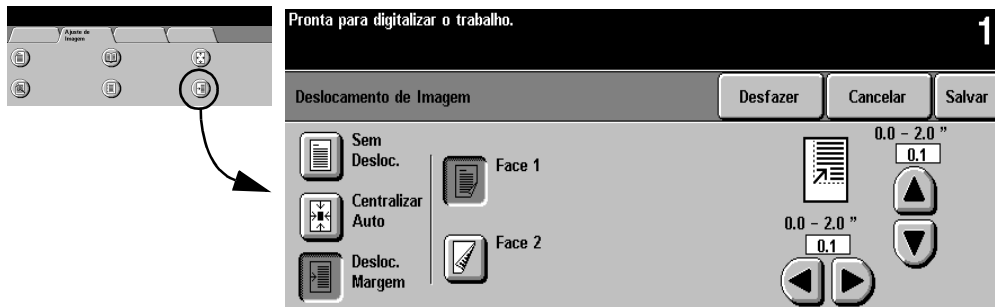 Ajuste de
Imagem
Pronta para digitalizar o trabalho.
1
Deslocamento de Imagem
Desfazer
Cancelar
Salvar
Sem
Desloc.
Centralizar
Auto
Desloc.
Margem
Face 1
Face 2
0.0 – 2.0 "
0.1
0.0 – 2.0 "
0.1